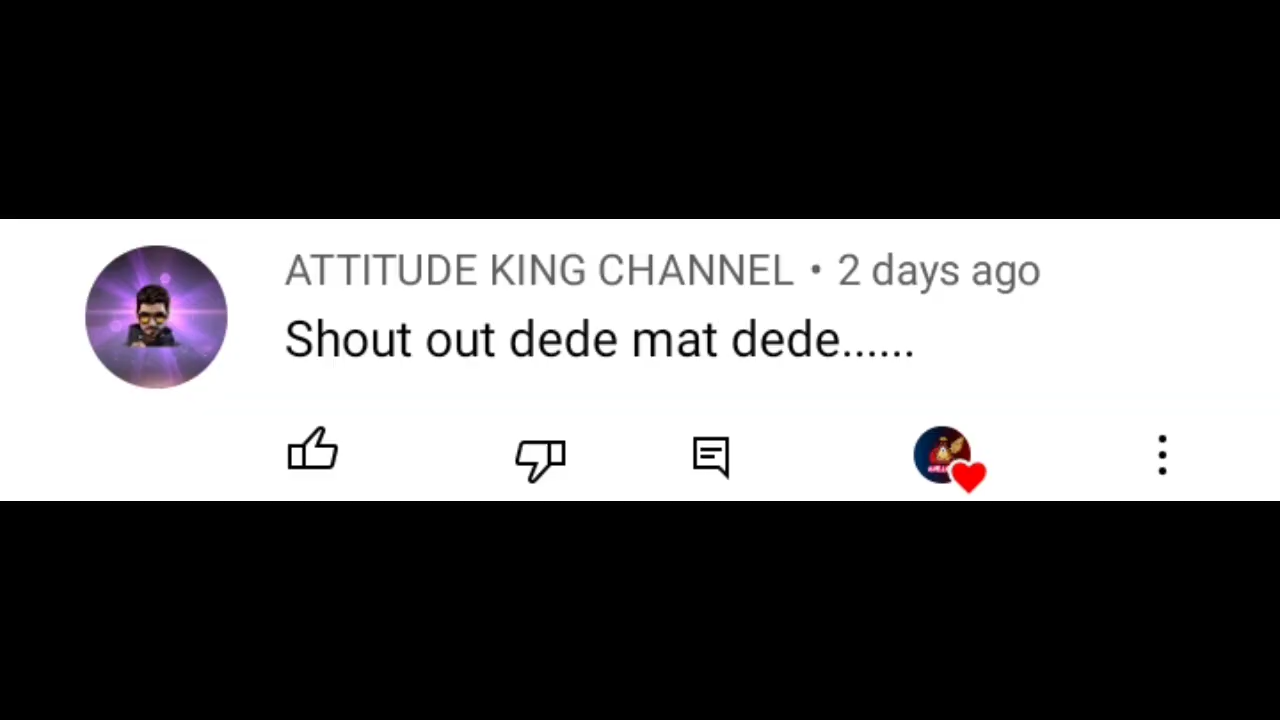 ATTITUDE KING CHANNEL • 2 days ago
Shout out dede mat dede......